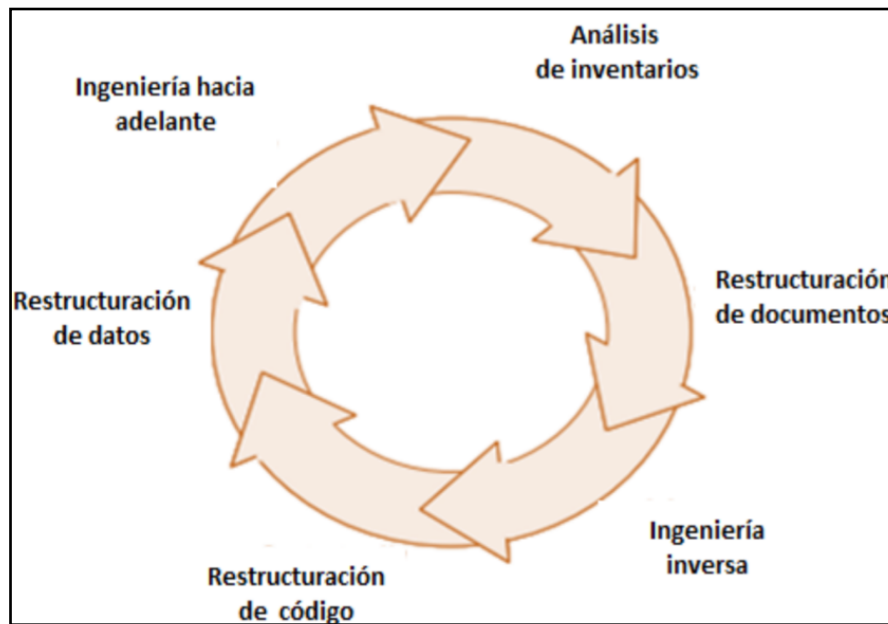 Análisis
de inventarios
Restructuración
de documentos
Ingeniería
inversa
Restructuración
de código
Restructuración
de datos
Ingeniería hacia
adelante